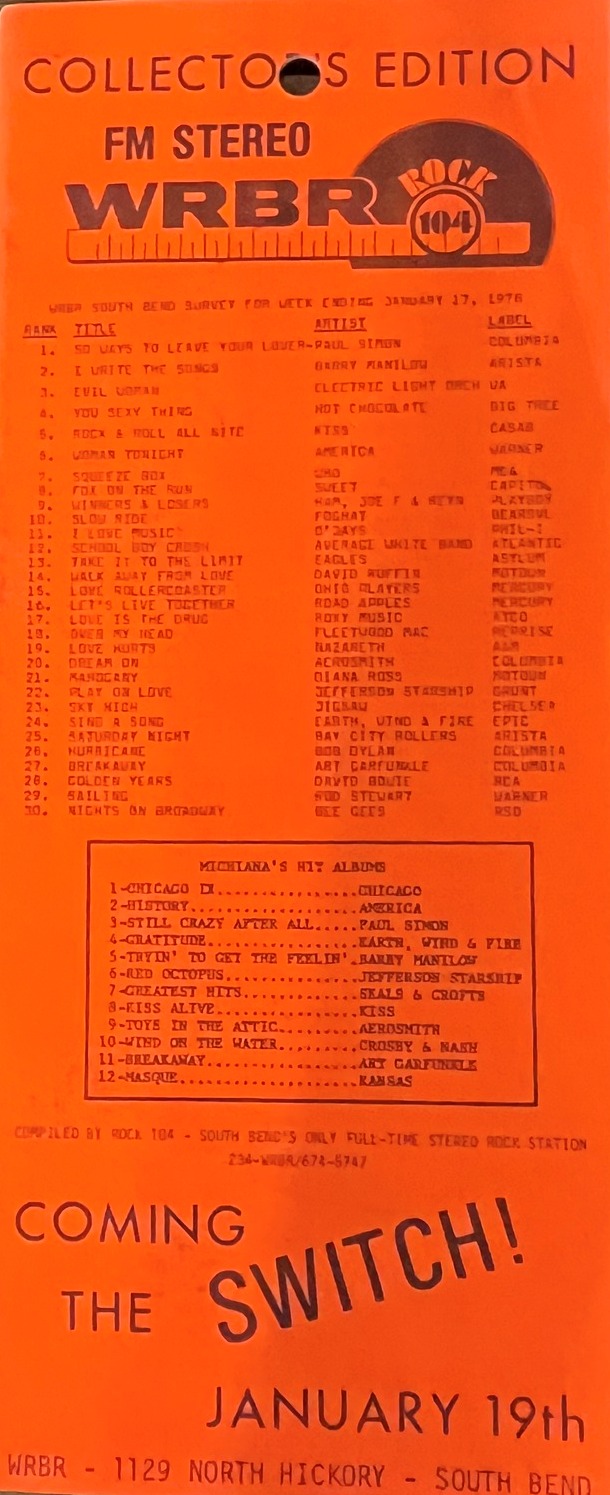 COLLECTOR'S EDITION
FM STEREO
WRBR
ROCK
104
WRBR SOUTH BEND SURVEY FOR WEEK ENDING JANUARY 17, 1976
RANK TITLE ARTIST LABEL
1. 50 WAYS TO LEAVE YOUR LOVER-PAUL SIMON COLUMBIA
2. I WRITE THE SONGS BARRY MANILOW ARISTA
3. EVIL WOMAN ELECTRIC LIGHT ORCH UA
4. YOU SEXY THING HOT CHOCOLATE BIG TREE
5. ROCK & ROLL ALL NITE KISS CASAB
6. WOMAN TONIGHT AMERICA WARNER
7. SQUEEZE BOX WHO MCA
8. FOX ON THE RUN SWEET CAPITOL
9. WINNERS & LOSERS HAM, JOE F & REYN PLAYBOY
10. SLOW RIDE FOGHAT BEARSVL
11. I LOVE MUSIC O'JAYS PHIL-I
12. SCHOOL BOY CRUSH AVERAGE WHITE BAND ATLANTIC
13. TAKE IT TO THE LIMIT EAGLES ASYLUM
14. WALK AWAY FROM LOVE DAVID RUFFIN MOTOWN
15. LOVE ROLLERCOASTER OHIO PLAYERS MERCURY
16. LET'S LIVE TOGETHER ROAD APPLES MERCURY
17. LOVE IS THE DRUG ROXY MUSIC ATCO
18. OVER MY HEAD FLEETWOOD MAC REPRISE
19. LOVE HURTS NAZARETH A&M
20. DREAM ON AEROSMITH COLUMBIA
21. MAHOGANY DIANA ROSS MOTOWN
22. PLAY ON LOVE JEFFERSON STARSHIP GRUNT
23. SKY HIGH JIGSAW CHELSEA
24. SING A SONG EARTH, WIND & FIRE EPIC
25. SATURDAY NIGHT BAY CITY ROLLERS ARISTA
26. HURRICANE BOB DYLAN COLUMBIA
27. BREAKAWAY ART GARFUNKLE COLUMBIA
28. GOLDEN YEARS DAVID BOWIE RCA
29. SAILING ROD STEWART WARNER
30. NIGHTS ON BROADWAY BEE GEES RSO
MICHIANA'S HIT ALBUMS
1-CHICAGO IX....................CHICAGO
2-HISTORY.......................AMERICA
3-STILL CRAZY AFTER ALL.....PAUL SIMON
4-GRATITUDE.....................EARTH, WIND & FIRE
5-TRYIN' TO GET THE FEELIN'.BARRY MANILOW
6-RED OCTOPUS...................JEFFERSON STARSHIP
7-GREATEST HITS.................SEALS & CROFTS
8-KISS ALIVE....................KISS
9-TOYS IN THE ATTIC............AEROSMITH
10-WIND ON THE WATER..........CROSBY & NASH
11-BREAKAWAY....................ART GARFUNKLE
12-MASQUE.......................KANSAS
COMPILED BY ROCK 104 - SOUTH BEND'S ONLY FULL-TIME STEREO ROCK STATION
234-WRBR/674-5747
COMING
THE SWITCH!
JANUARY 19th
WRBR - 1129 NORTH HICKORY - SOUTH BEND